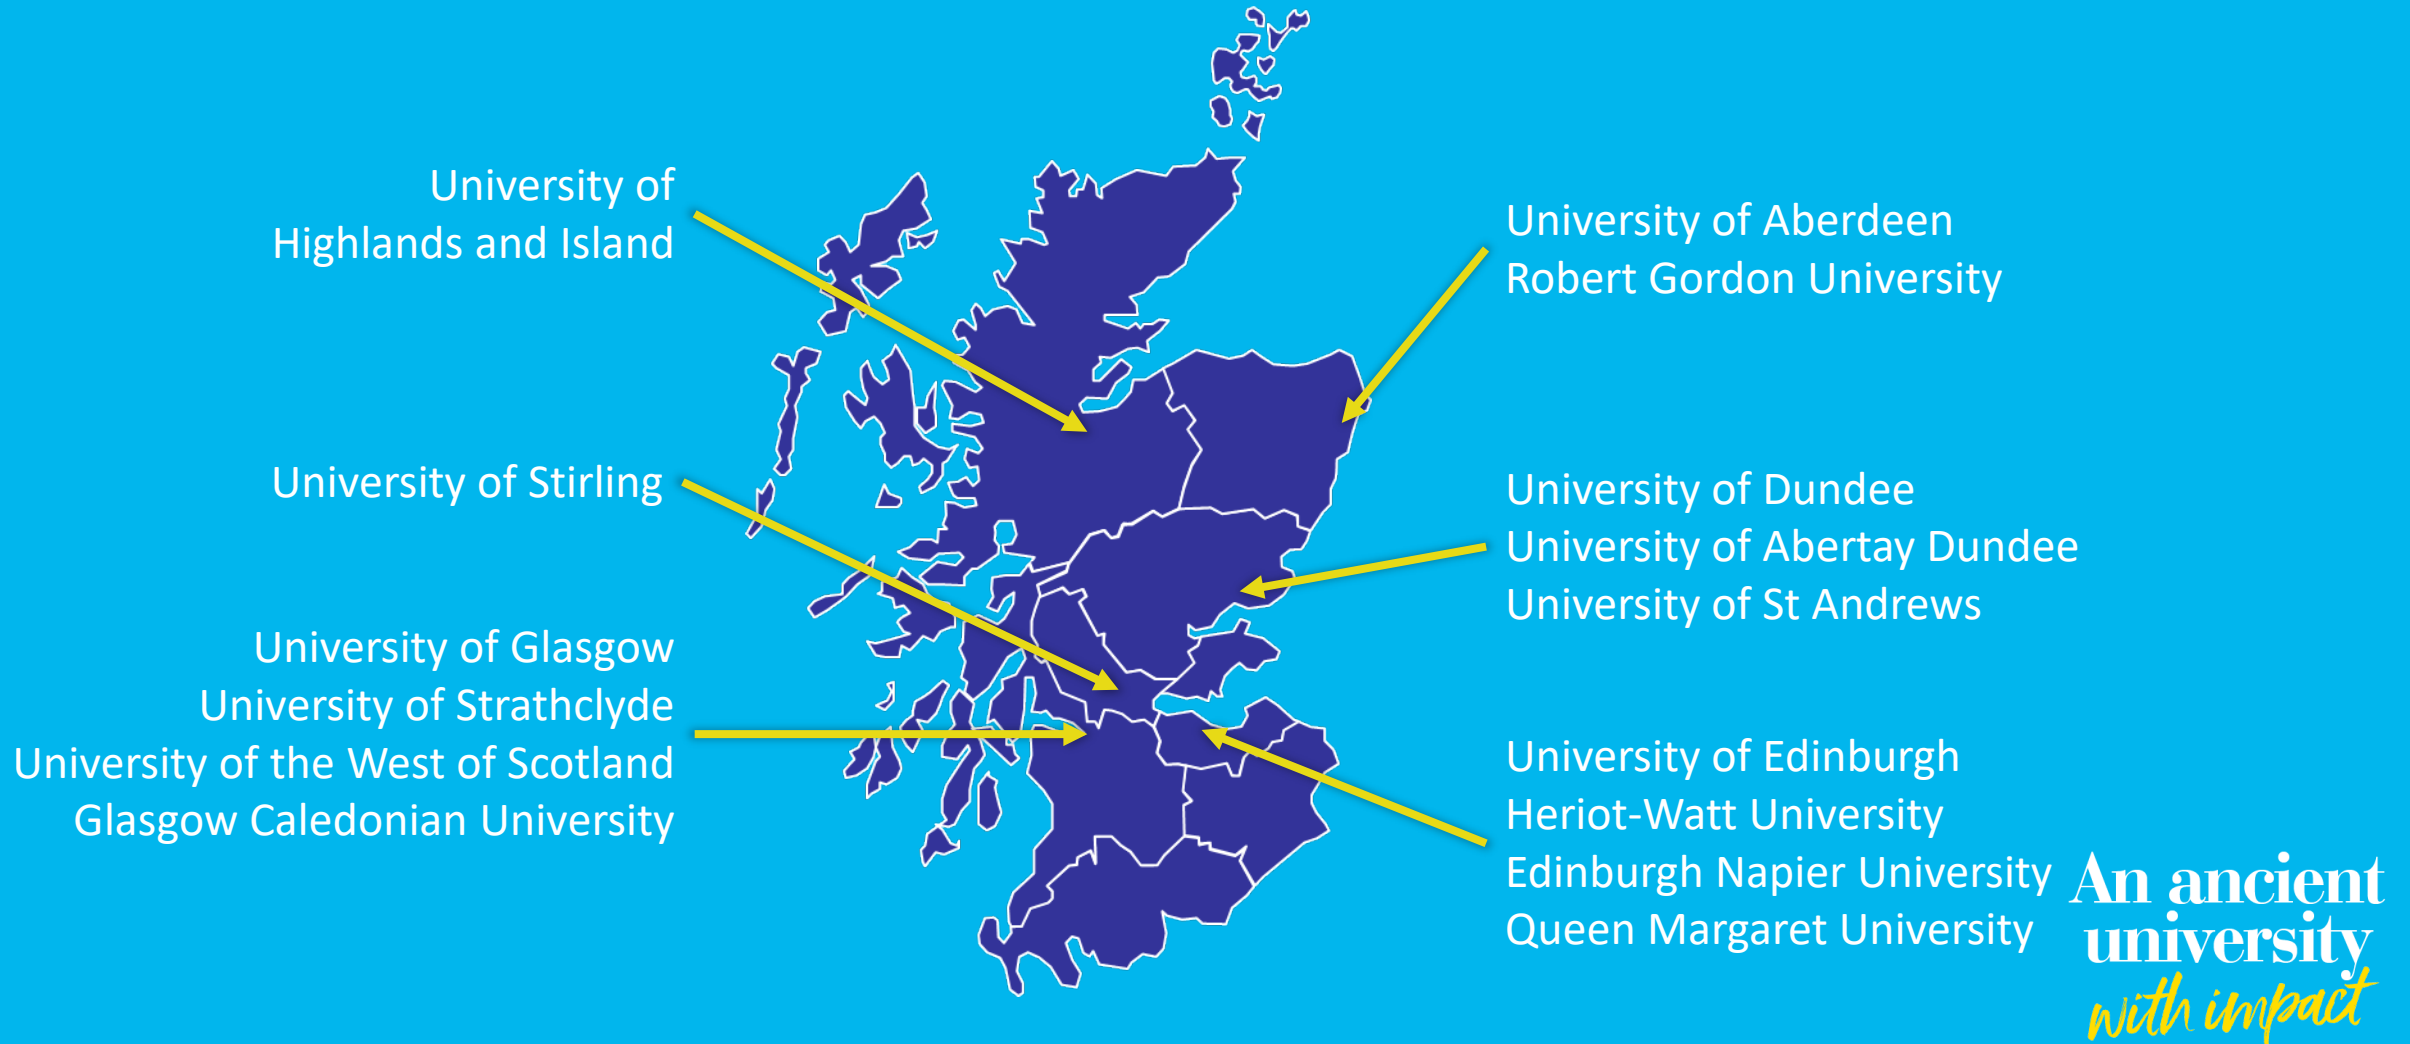 University of
Highlands and Island
University of Stirling
University of Glasgow
University of Strathclyde
University of the West of Scotland
Glasgow Caledonian University
University of Aberdeen
Robert Gordon University
University of Dundee
University of Abertay Dundee
University of St Andrews
University of Edinburgh
Heriot-Watt University
Edinburgh Napier University
Queen Margaret University
An ancient
university
with impact